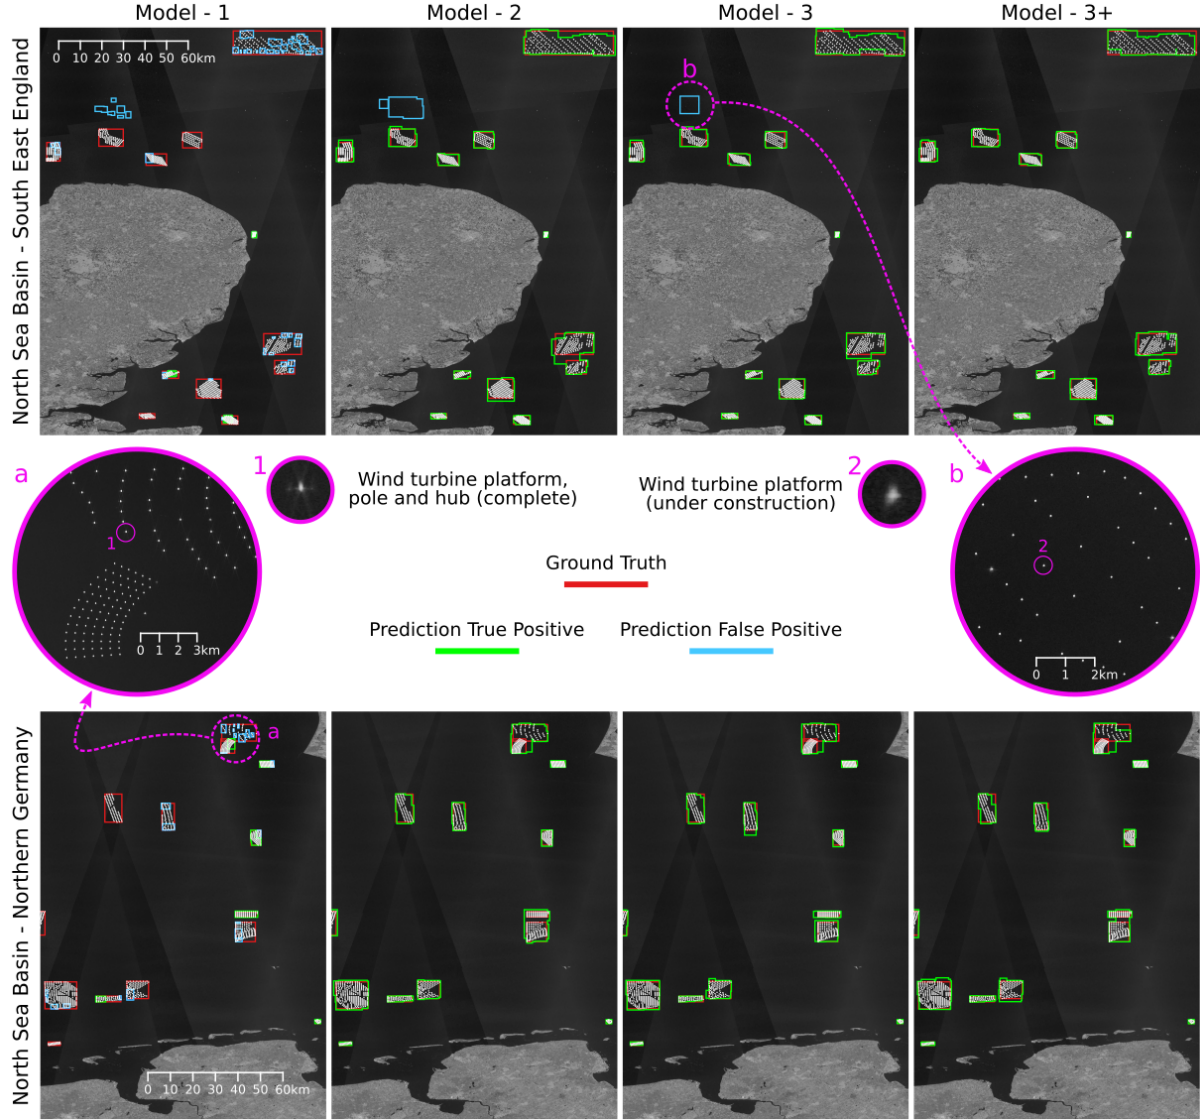 Model - 1
Model - 2
Model - 3
Model - 3+
North Sea Basin - South East England
0 10 20 30 40 50 60km
b
a
1
Wind turbine platform,
pole and hub (complete)
Wind turbine platform
(under construction)
2
b
1
2
Ground Truth
Prediction True Positive
Prediction False Positive
0 1 2 3km
0 1 2km
North Sea Basin - Northern Germany
a
0 10 20 30 40 50 60km